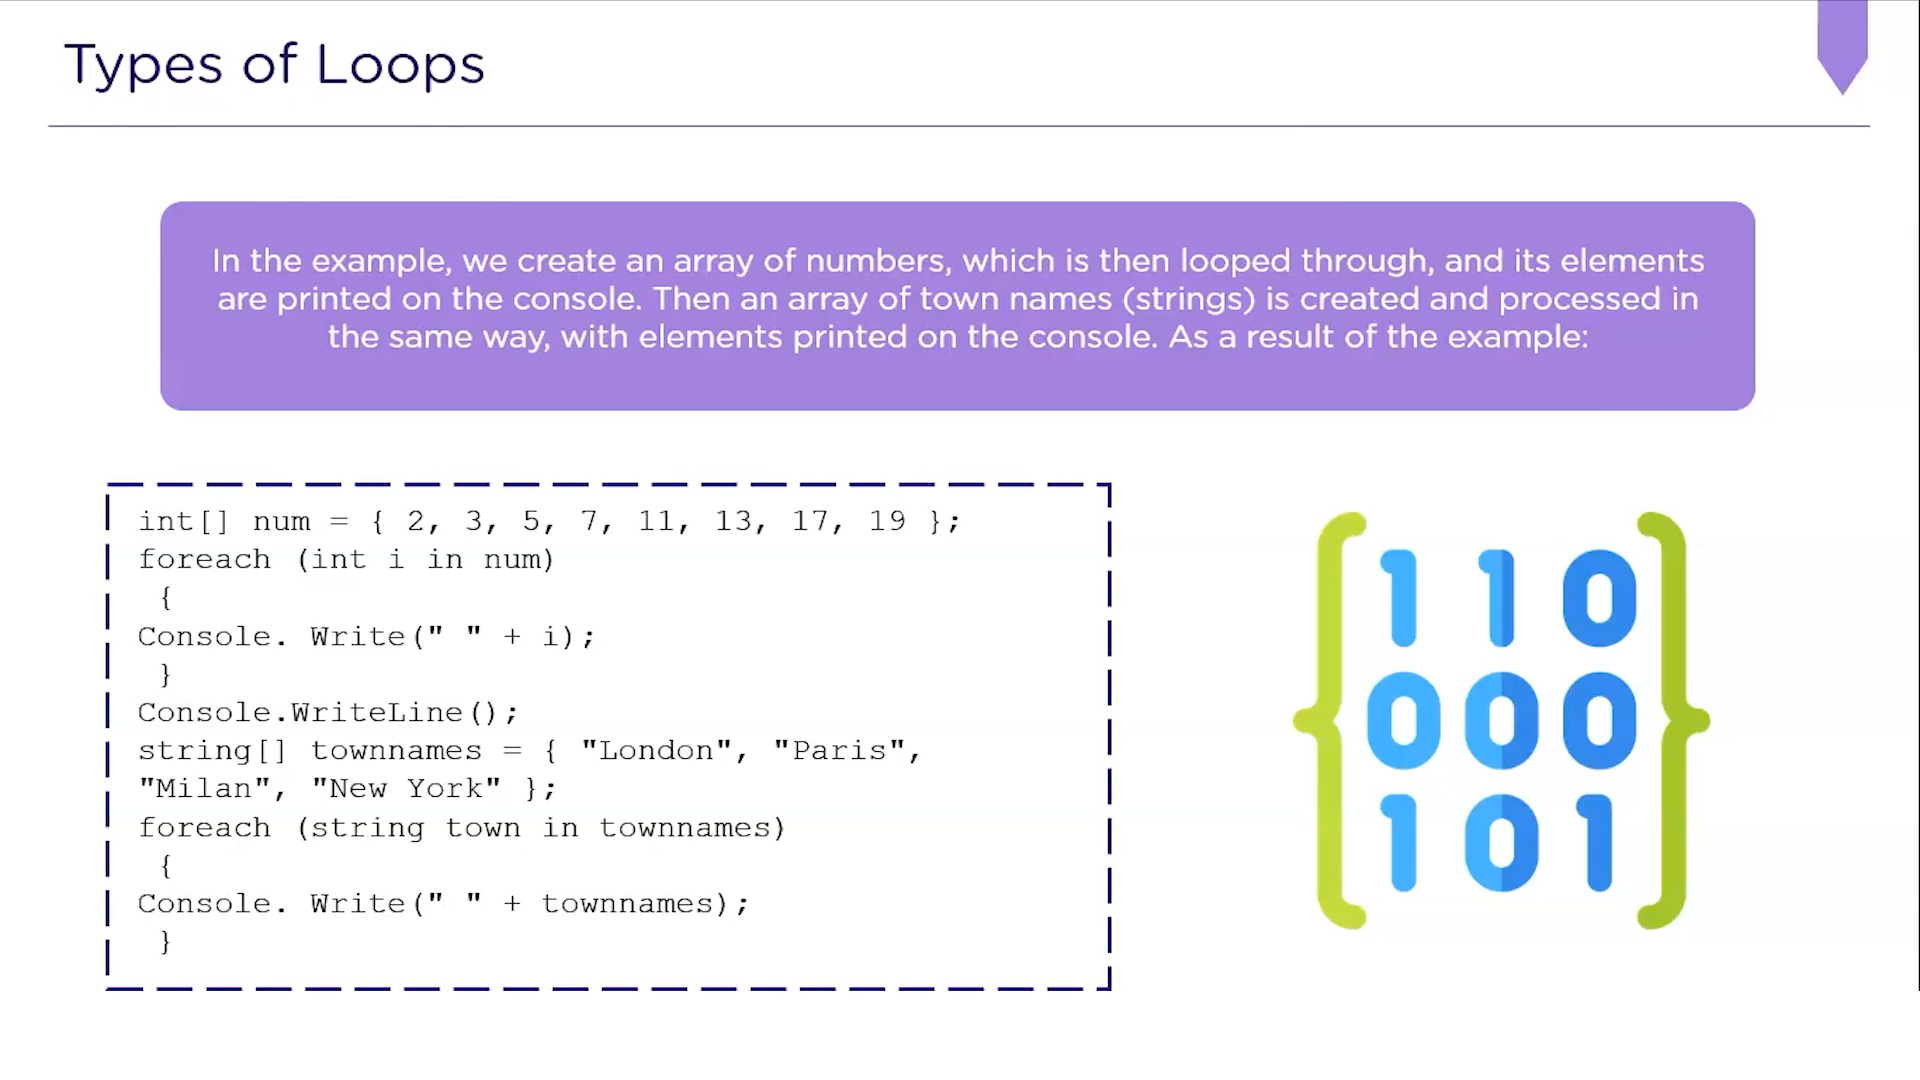 Types of Loops
In the example, we create an array of numbers, which is then looped through, and its elements
are printed on the console. Then an array of town names (strings) is created and processed in
the same way, with elements printed on the console. As a result of the example:
int[] num = { 2, 3, 5, 7, 11, 13, 17, 19 };
foreach (int i in num)
{
Console. Write(" " + i);
}
Console.WriteLine();
string[] townnames = { "London", "Paris",
"Milan", "New York" };
foreach (string town in townnames)
{
Console. Write(" " + townnames);
}
{ 1 1 0 }
0 0 0
1 0 1